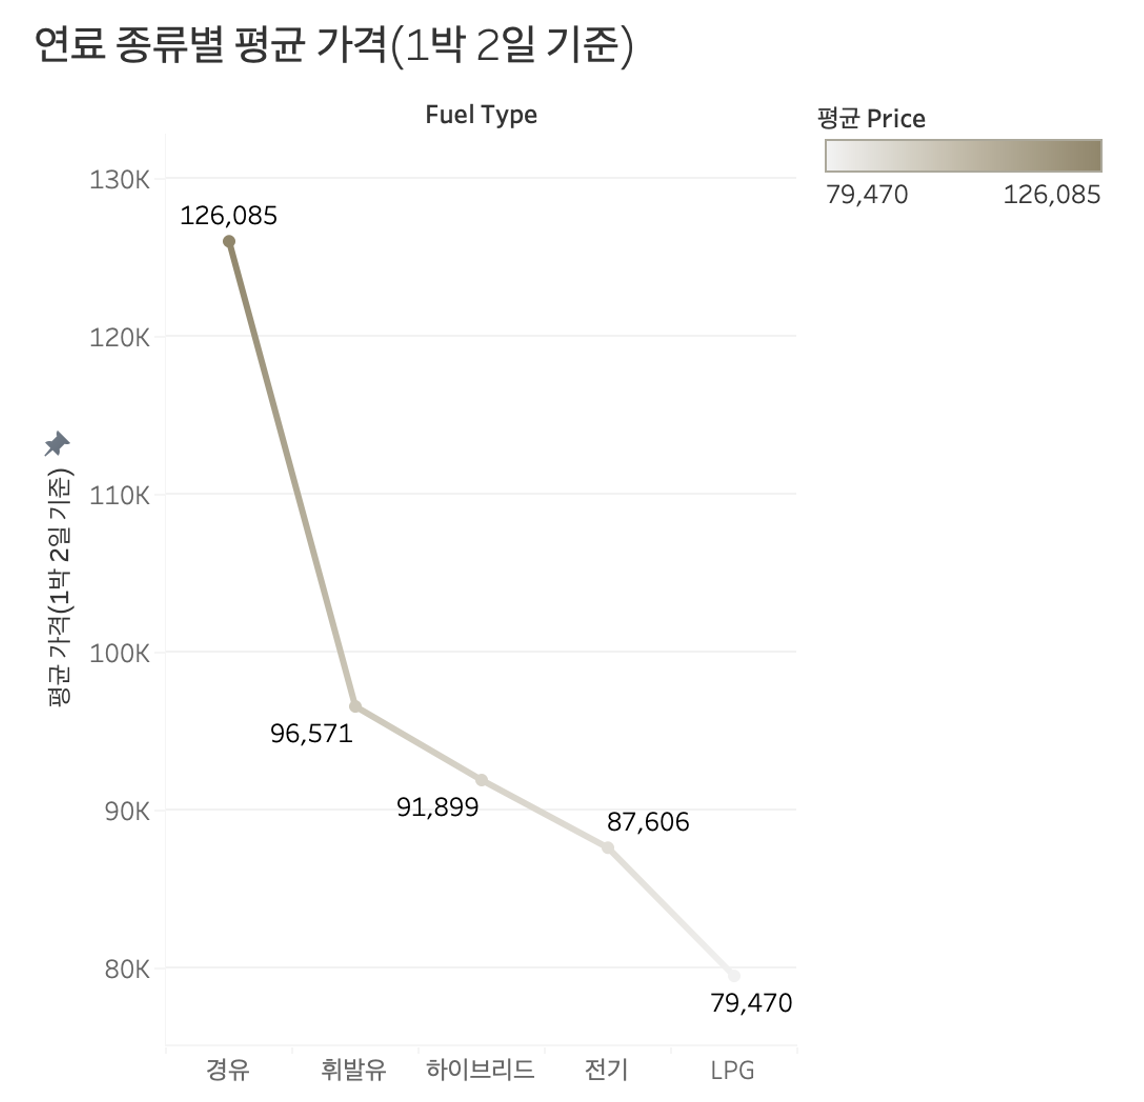 연료 종류별 평균 가격(1박 2일 기준)
Fuel Type
평균 Price
79,470 126,085
평균 가격(1박 2일 기준)
130K
120K
110K
100K
90K
80K
126,085
96,571
91,899
87,606
79,470
경유 휘발유 하이브리드 전기 LPG